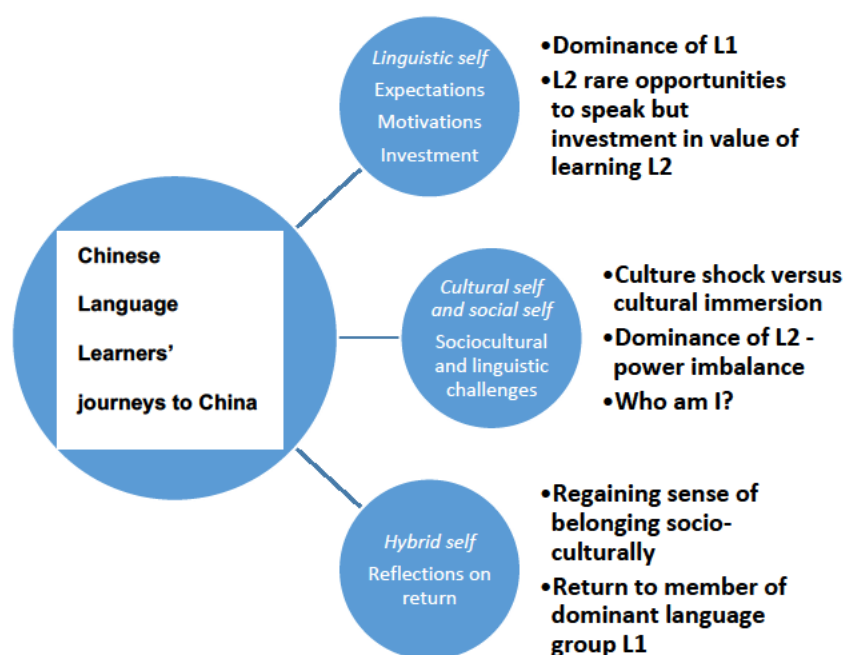 Chinese
Language
Learners’
journeys to China
Linguistic self
Expectations
Motivations
Investment
•Dominance of L1
•L2 rare opportunities
to speak but
investment in value of
learning L2
Cultural self
and social self
Sociocultural
and linguistic
challenges
•Culture shock versus
cultural immersion
•Dominance of L2 -
power imbalance
•Who am I?
Hybrid self
Reflections on
return
•Regaining sense of
belonging socio-
culturally
•Return to member of
dominant language
group L1